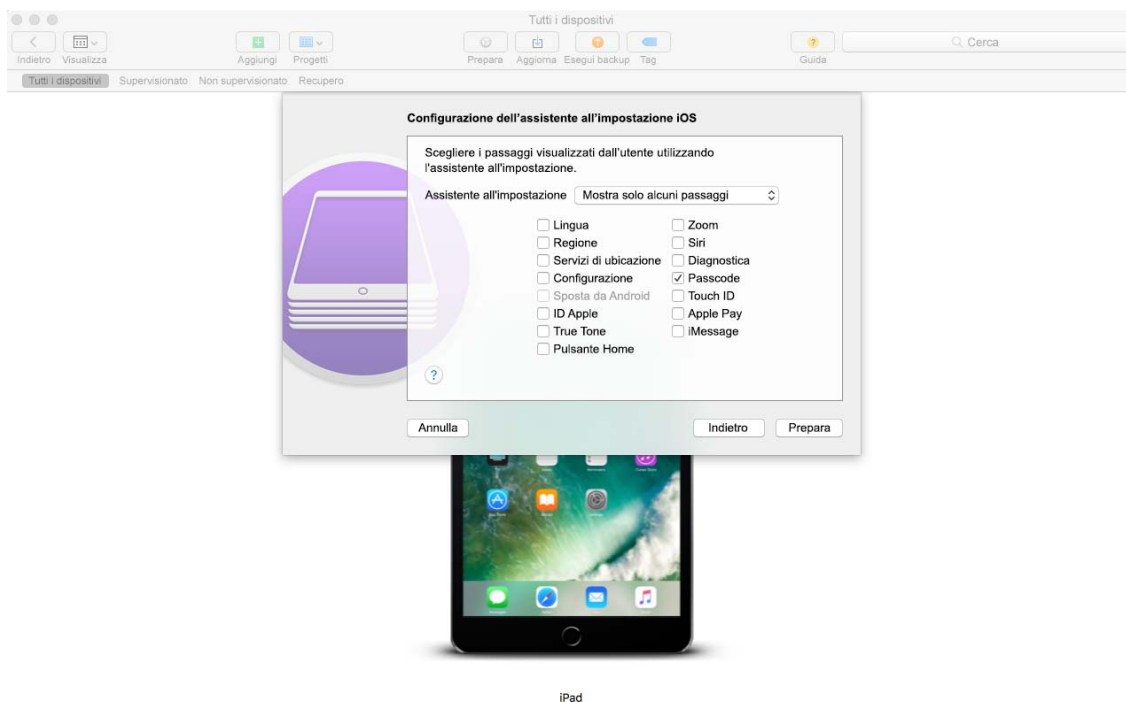 Tutti i dispositivi
Indietro Visualizza Aggiungi Progetti Prepara Aggiorna Esegui backup Tag Guida
Cerca
Tutti i dispositivi Supervisionato Non supervisionato Recupero
Configurazione dell'assistente all'impostazione iOS
Scegliere i passaggi visualizzati dall'utente utilizzando
l'assistente all'impostazione.
Assistente all'impostazione Mostra solo alcuni passaggi
Lingua Zoom
Regione Siri
Servizi di ubicazione Diagnostica
Configurazione Passcode
Sposta da Android Touch ID
ID Apple Apple Pay
True Tone iMessage
Pulsante Home
?
Annulla Indietro Prepara
iPad